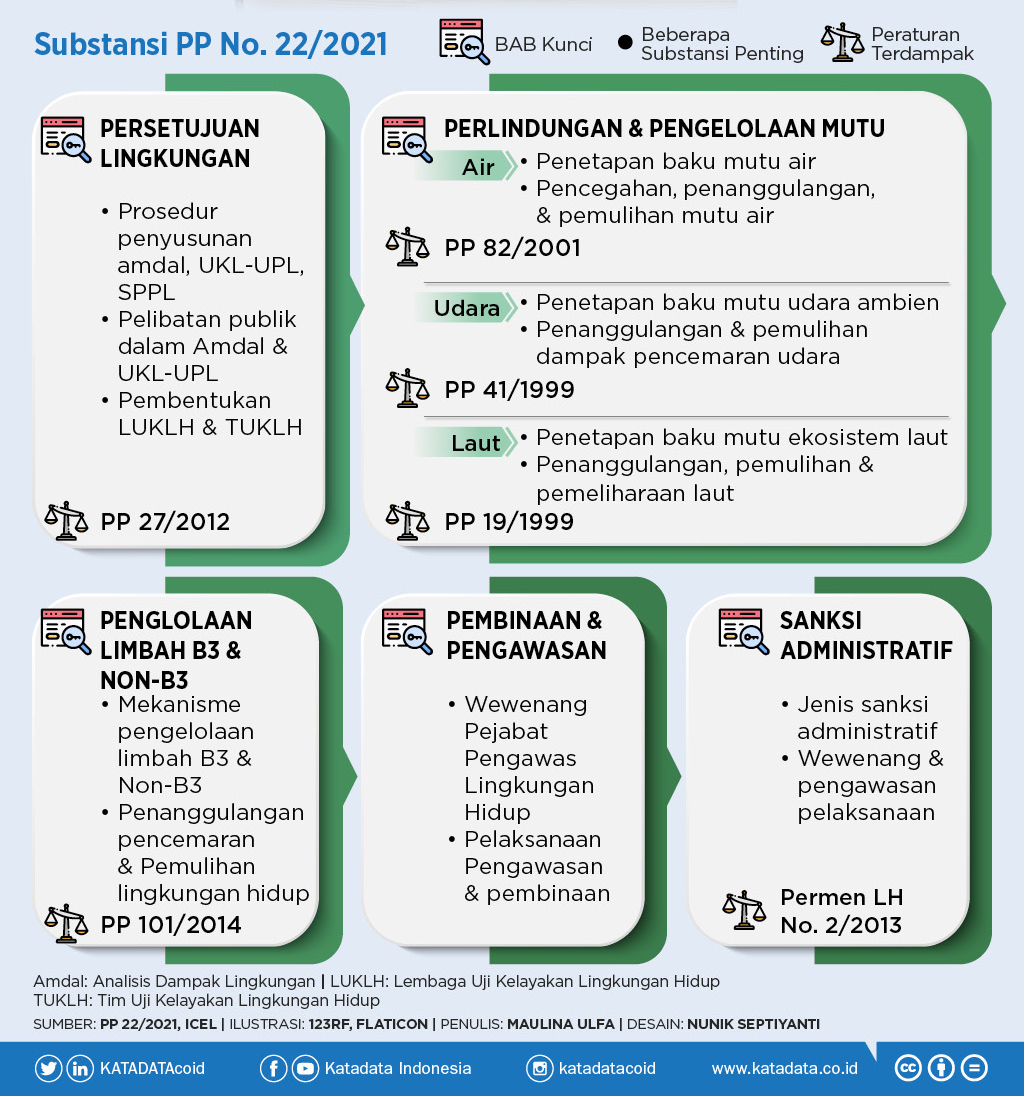 Substansi PP No. 22/2021
BAB Kunci
Beberapa
Substansi Penting
Peraturan
Terdampak
PERSETUJUAN
LINGKUNGAN
• Prosedur
penyusunan
amdal, UKL-UPL,
SPPL
• Pelibatan publik
dalam Amdal &
UKL-UPL
• Pembentukan
LUKLH & TUKLH
PP 27/2012
PERLINDUNGAN & PENGELOLAAN MUTU
Air
• Penetapan baku mutu air
• Pencegahan, penanggulangan,
& pemulihan mutu air
PP 82/2001
Udara
• Penetapan baku mutu udara ambien
• Penanggulangan & pemulihan
dampak pencemaran udara
PP 41/1999
Laut
• Penetapan baku mutu ekosistem laut
• Penanggulangan, pemulihan &
pemeliharaan laut
PP 19/1999
PENGLOLAAN
LIMBAH B3 &
NON-B3
• Mekanisme
pengelolaan
limbah B3 &
Non-B3
• Penanggulangan
pencemaran
& Pemulihan
lingkungan hidup
PP 101/2014
PEMBINAAN &
PENGAWASAN
• Wewenang
Pejabat
Pengawas
Lingkungan
Hidup
• Pelaksanaan
Pengawasan
& pembinaan
SANKSI
ADMINISTRATIF
• Jenis sanksi
administratif
• Wewenang &
pengawasan
pelaksanaan
Permen LH
No. 2/2013
Amdal: Analisis Dampak Lingkungan | LUKLH: Lembaga Uji Kelayakan Lingkungan Hidup
TUKLH: Tim Uji Kelayakan Lingkungan Hidup
SUMBER: PP 22/2021, ICEL | ILUSTRASI: 123RF, FLATICON | PENULIS: MAULINA ULFA | DESAIN: NUNIK SEPTIYANTI
KATADATAcoid
Katadata Indonesia
katadatacoid
www.katadata.co.id
cc